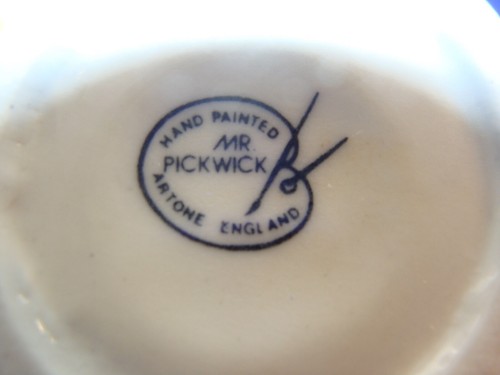 HAND PAINTED
MR.
PICKWICK
ARTONE ENGLAND